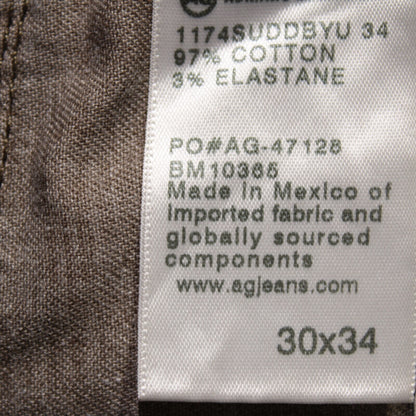 1174SUDDBYU 34
97% COTTON
3% ELASTANE
PO#AG-47128
BM10365
Made in Mexico of
imported fabric and
globally sourced
components
www.agjeans.com
30x34